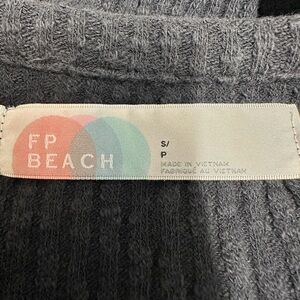 FP
BEACH
S/
P
MADE IN VIETNAM
FABRIQUÉ AU VIETNAM